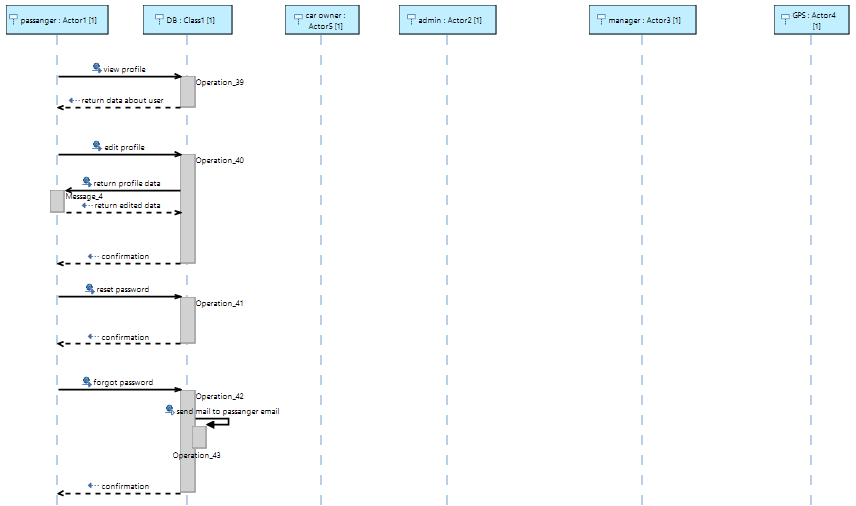 passanger : Actor1 [1]
DB : Class1 [1]
car owner :
Actor5 [1]
admin : Actor2 [1]
manager : Actor3 [1]
GPS : Actor4
[1]
view profile
Operation_39
return data about user
edit profile
Operation_40
return profile data
Message_4
return edited data
confirmation
reset password
Operation_41
confirmation
forgot password
Operation_42
send mail to passanger email
Operation_43
confirmation